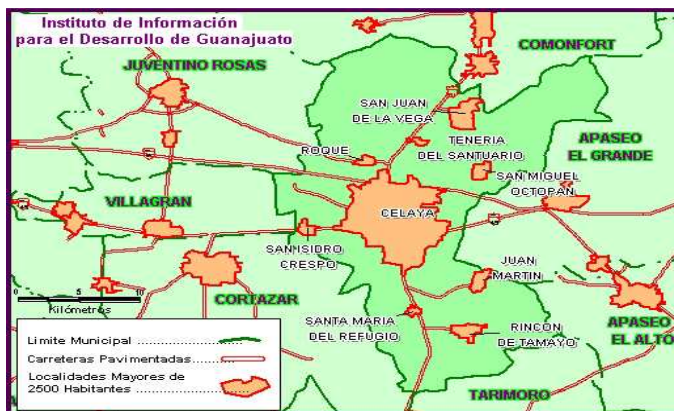 Instituto de Información
para el Desarrollo de Guanajuato
COMONFORT
JUVENTINO ROSAS
SAN JUAN
DE LA VEGA
TENERIA
DEL SANTUARIO
APASEO
EL GRANDE
ROQUE
SAN MIGUEL
OCTOPAN
VILLAGRAN
CELAYA
SAN ISIDRO
CRESPO
JUAN
MARTIN
CORTAZAR
0 5 10
Kilómetros
SANTA MARIA
DEL REFUGIO
RINCON
DE TAMAYO
APASEO
EL ALTO
TARIMORO
Limite Municipal
Carreteras Pavimentadas
Localidades Mayores de
2500 Habitantes